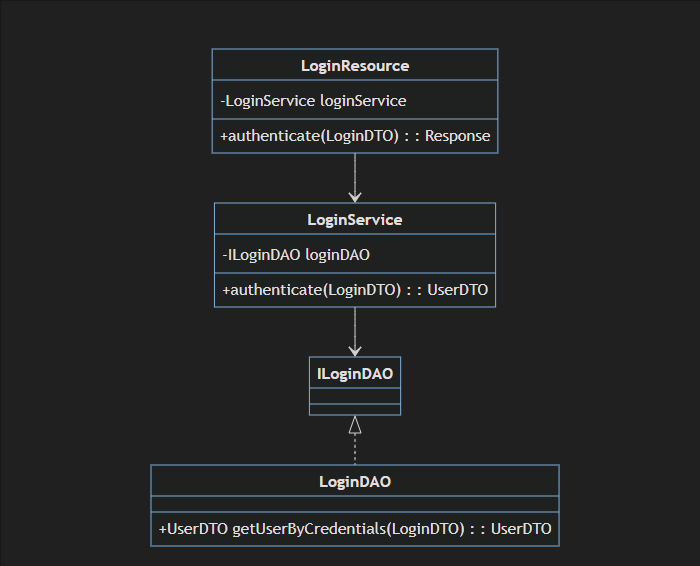 LoginResource
-LoginService loginService
+authenticate(LoginDTO) : : Response
LoginService
-ILoginDAO loginDAO
+authenticate(LoginDTO) : : UserDTO
ILoginDAO
LoginDAO
+UserDTO getUserByCredentials(LoginDTO) : : UserDTO